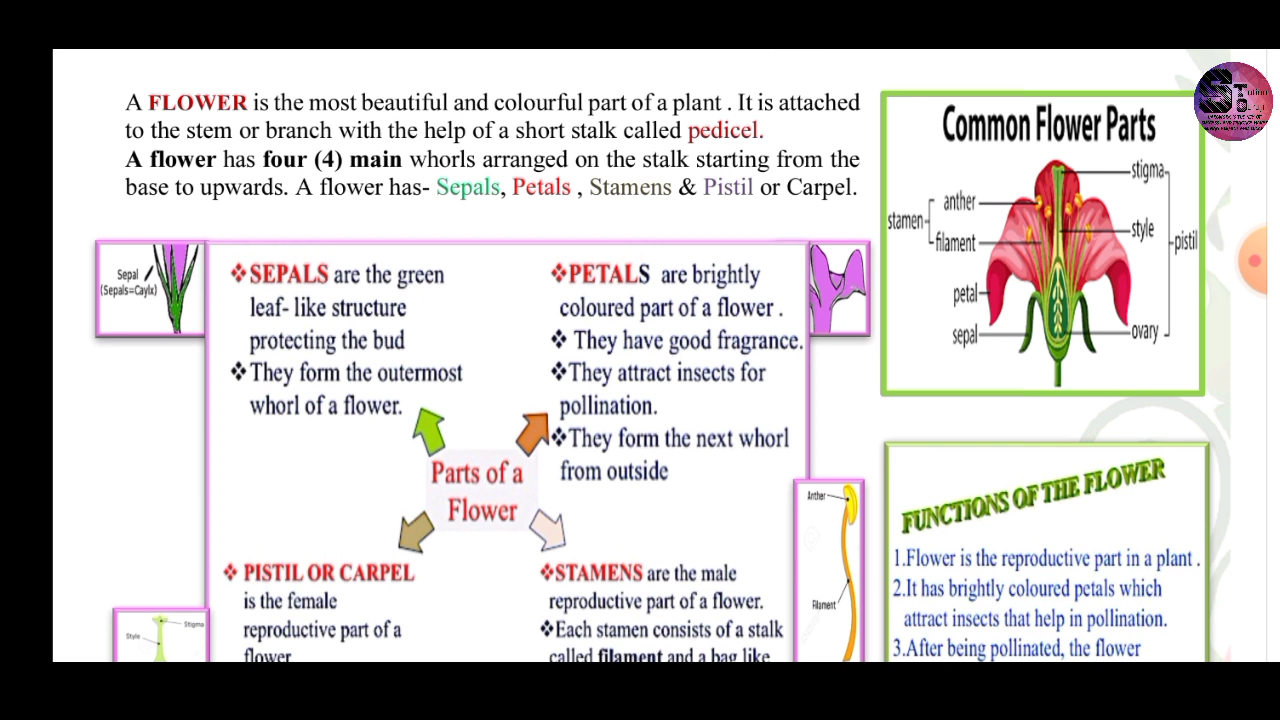 A FLOWER is the most beautiful and colourful part of a plant . It is attached
to the stem or branch with the help of a short stalk called pedicel.
A flower has four (4) main whorls arranged on the stalk starting from the
base to upwards. A flower has- Sepals, Petals , Stamens & Pistil or Carpel.
Sepal
(Sepals=Caylx)
❖SEPALS are the green
leaf- like structure
protecting the bud
❖They form the outermost
whorl of a flower.
❖PETALS are brightly
coloured part of a flower .
❖ They have good fragrance.
❖They attract insects for
pollination.
❖They form the next whorl
from outside
Parts of a
Flower
❖ PISTIL OR CARPEL
is the female
reproductive part of a
flower
❖STAMENS are the male
reproductive part of a flower.
❖Each stamen consists of a stalk
called filament and a bag like
Stigma
Style
Anther
Filament
Common Flower Parts
stigma
anther
stamen
style
filament
pistil
petal
sepal
ovary
FUNCTIONS OF THE FLOWER
1.Flower is the reproductive part in a plant .
2.It has brightly coloured petals which
attract insects that help in pollination.
3.After being pollinated, the flower